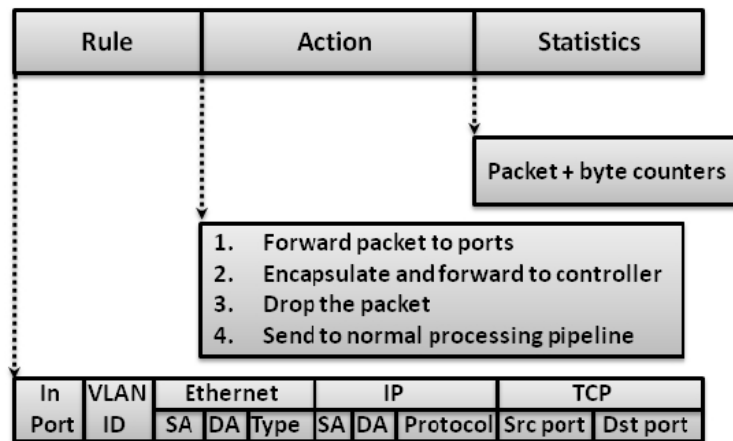 Rule Action Statistics
Packet + byte counters
1. Forward packet to ports
2. Encapsulate and forward to controller
3. Drop the packet
4. Send to normal processing pipeline
In Port VLAN ID Ethernet IP TCP
SA DA Type SA DA Protocol Src port Dst port